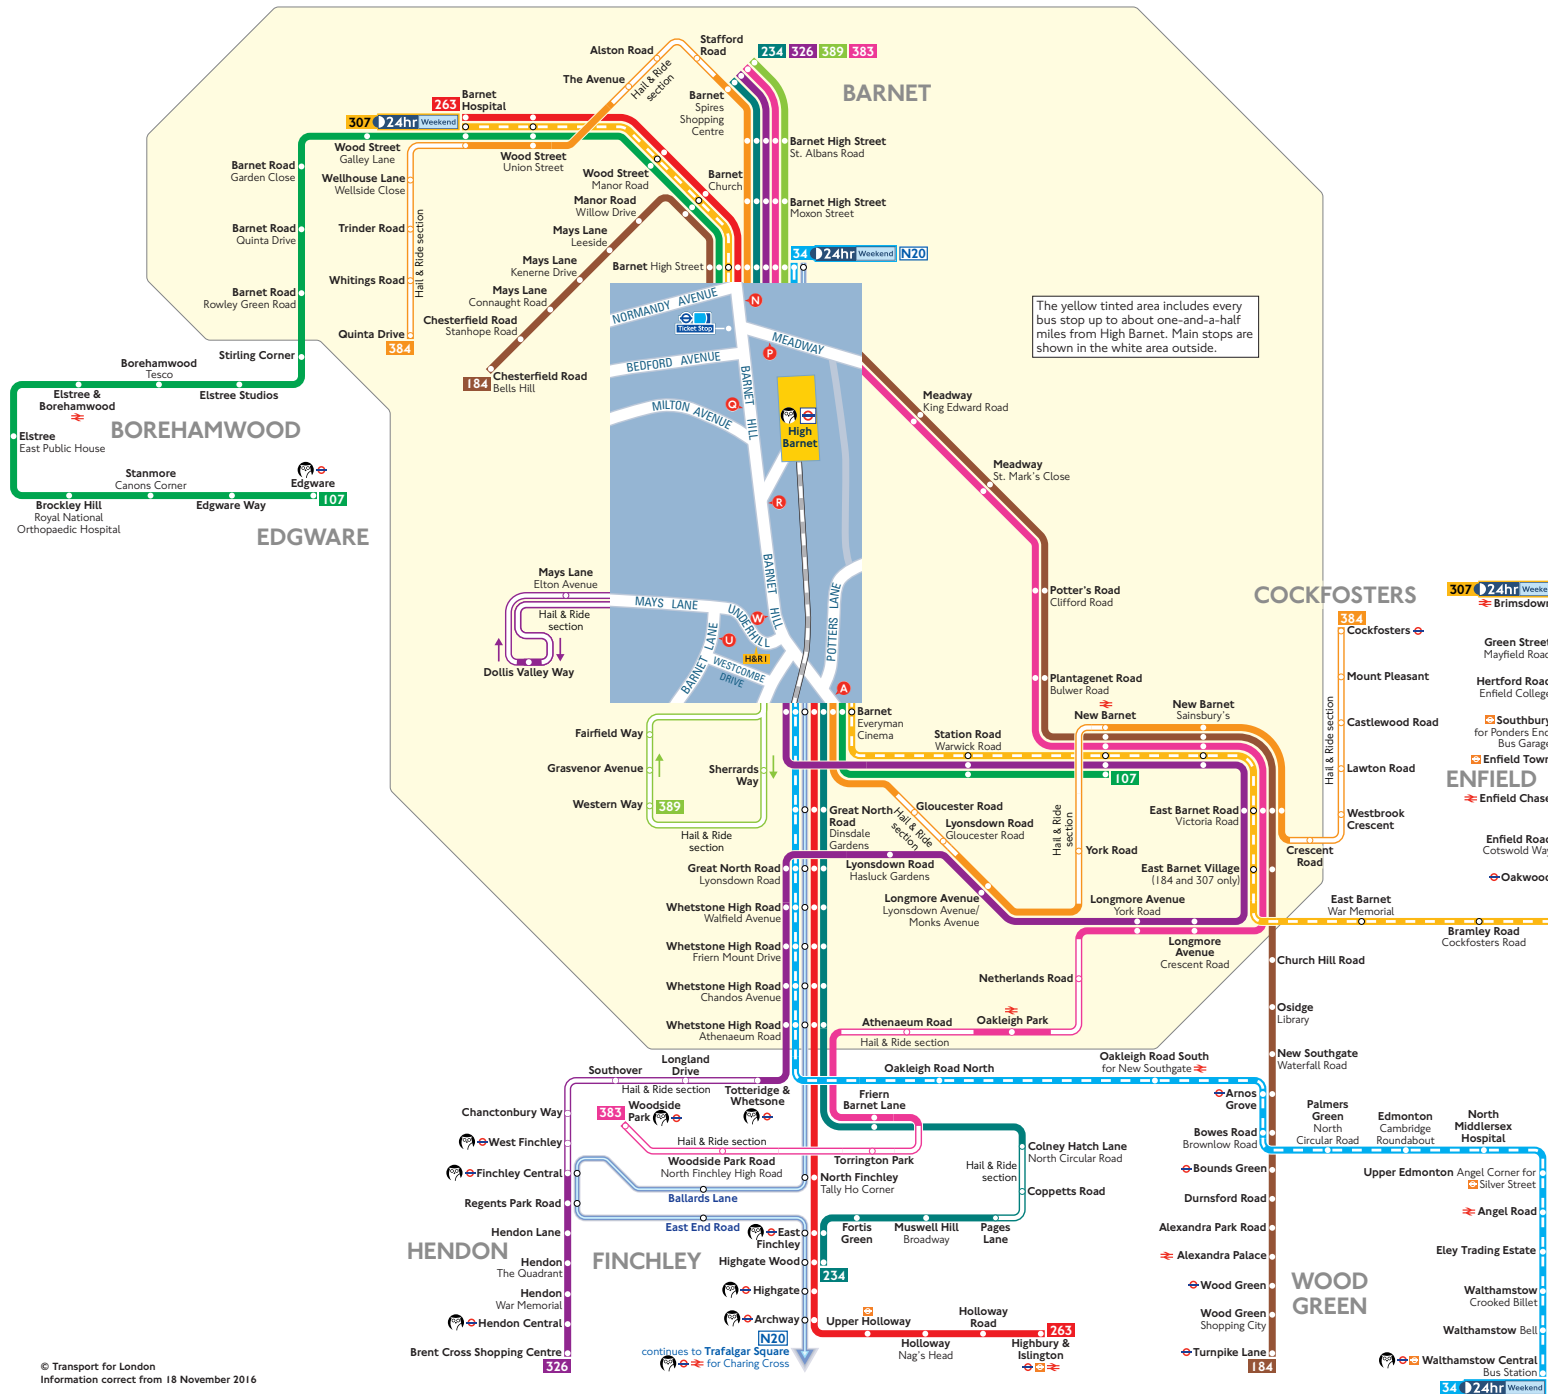 Alston Road
Stafford
Road
234 326 389 383
The Avenue
Hail & Ride
section
BARNET
263
Barnet
Hospital
307 24hr Weekend
Barnet
Spires
Shopping
Centre
Wood Street
Galley Lane
Wood Street
Union Street
Barnet High Street
St. Albans Road
Barnet Road
Garden Close
Wellhouse Lane
Wellside Close
Wood Street
Manor Road
Barnet
Church
Manor Road
Willow Drive
Barnet High Street
Moxon Street
Barnet Road
Quinta Drive
Trinder Road
Hail & Ride section
Mays Lane
Leeside
34 24hr Weekend N20
Mays Lane
Kenerne Drive
Barnet High Street
Whitings Road
Barnet Road
Rowley Green Road
Mays Lane
Connaught Road
Chesterfield Road
Stanhope Road
Quinta Drive
384
Stirling Corner
184
Chesterfield Road
Bells Hill
NORMANDY AVENUE
N
Ticket Stop
MEADWAY
P
BEDFORD AVENUE
BARNET HILL
MILTON AVENUE
Q
High
Barnet
R
BARNET HILL
MAYS LANE
UNDERHILL
W
U
POTTERS LANE
H&R1
BARNET LANE
WESTCOMBE
DRIVE
A
The yellow tinted area includes every
bus stop up to about one-and-a-half
miles from High Barnet. Main stops are
shown in the white area outside.
Borehamwood
Tesco
Elstree &
Borehamwood
Elstree Studios
BOREHAMWOOD
Elstree
East Public House
Stanmore
Canons Corner
Edgware
107
Brockley Hill
Royal National
Orthopaedic Hospital
Edgware Way
EDGWARE
Meadway
King Edward Road
Meadway
St. Mark's Close
Mays Lane
Elton Avenue
Hail & Ride
section
Dollis Valley Way
Potter's Road
Clifford Road
COCKFOSTERS
384
Cockfosters
307 24hr Weeke
Brimsdown
Green Street
Mayfield Road
Mount Pleasant
Hertford Road
Enfield College
Castlewood Road
Southbury
for Ponders End
Bus Garage
Hail & Ride section
Enfield Town
Lawton Road
ENFIELD
Enfield Chase
Westbrook
Crescent
Crescent
Road
Enfield Road
Cotswold Way
Oakwood
Plantagenet Road
Bulwer Road
New Barnet
New Barnet
Sainsbury's
Barnet
Everyman
Cinema
Station Road
Warwick Road
107
Fairfield Way
Grasvenor Avenue
Sherrards
Way
Western Way
389
Hail & Ride
section
Great North
Road
Dinsdale
Gardens
Gloucester Road
Hail & Ride
section
Lyonsdown Road
Gloucester Road
Hail & Ride
section
York Road
East Barnet Road
Victoria Road
Great North Road
Lyonsdown Road
Lyonsdown Road
Hasluck Gardens
East Barnet Village
(184 and 307 only)
Longmore Avenue
Lyonsdown Avenue/
Monks Avenue
Longmore Avenue
York Road
East Barnet
War Memorial
Bramley Road
Cockfosters Road
Whetstone High Road
Walfield Avenue
Whetstone High Road
Friern Mount Drive
Longmore
Avenue
Crescent Road
Church Hill Road
Netherlands Road
Whetstone High Road
Chandos Avenue
Osidge
Library
Whetstone High Road
Athenaeum Road
Athenaeum Road
Oakleigh Park
Hail & Ride section
New Southgate
Waterfall Road
Southover
Longland
Drive
Hail & Ride section
Totteridge &
Whetsone
Oakleigh Road North
Oakleigh Road South
for New Southgate
Arnos
Grove
Chanctonbury Way
383
Woodside
Park
Friern
Barnet Lane
Palmers
Green
North
Circular Road
Edmonton
Cambridge
Roundabout
North
Middlersex
Hospital
Bowes Road
Brownlow Road
West Finchley
Hail & Ride section
Woodside Park Road
North Finchley High Road
Torrington Park
Colney Hatch Lane
North Circular Road
Hail & Ride
section
Bounds Green
Upper Edmonton Angel Corner for
Silver Street
Finchley Central
North Finchley
Tally Ho Corner
Coppetts Road
Regents Park Road
Ballards Lane
Durnsford Road
Angel Road
Hendon Lane
East End Road
East
Finchley
Fortis
Green
Muswell Hill
Broadway
Pages
Lane
Alexandra Park Road
HENDON
FINCHLEY
Hendon
The Quadrant
Highgate Wood
234
Alexandra Palace
Eley Trading Estate
Hendon
War Memorial
Highgate
Wood Green
WOOD
GREEN
Walthamstow
Crooked Billet
Hendon Central
Archway
Upper Holloway
Holloway
Road
263
Wood Green
Shopping City
Walthamstow Bell
N20
Holloway
Nag's Head
Highbury &
Islington
Brent Cross Shopping Centre
326
continues to Trafalgar Square
for Charing Cross
Turnpike Lane
184
Walthamstow Central
Bus Station
34 24hr Weekend
© Transport for London
Information correct from 18 November 2016